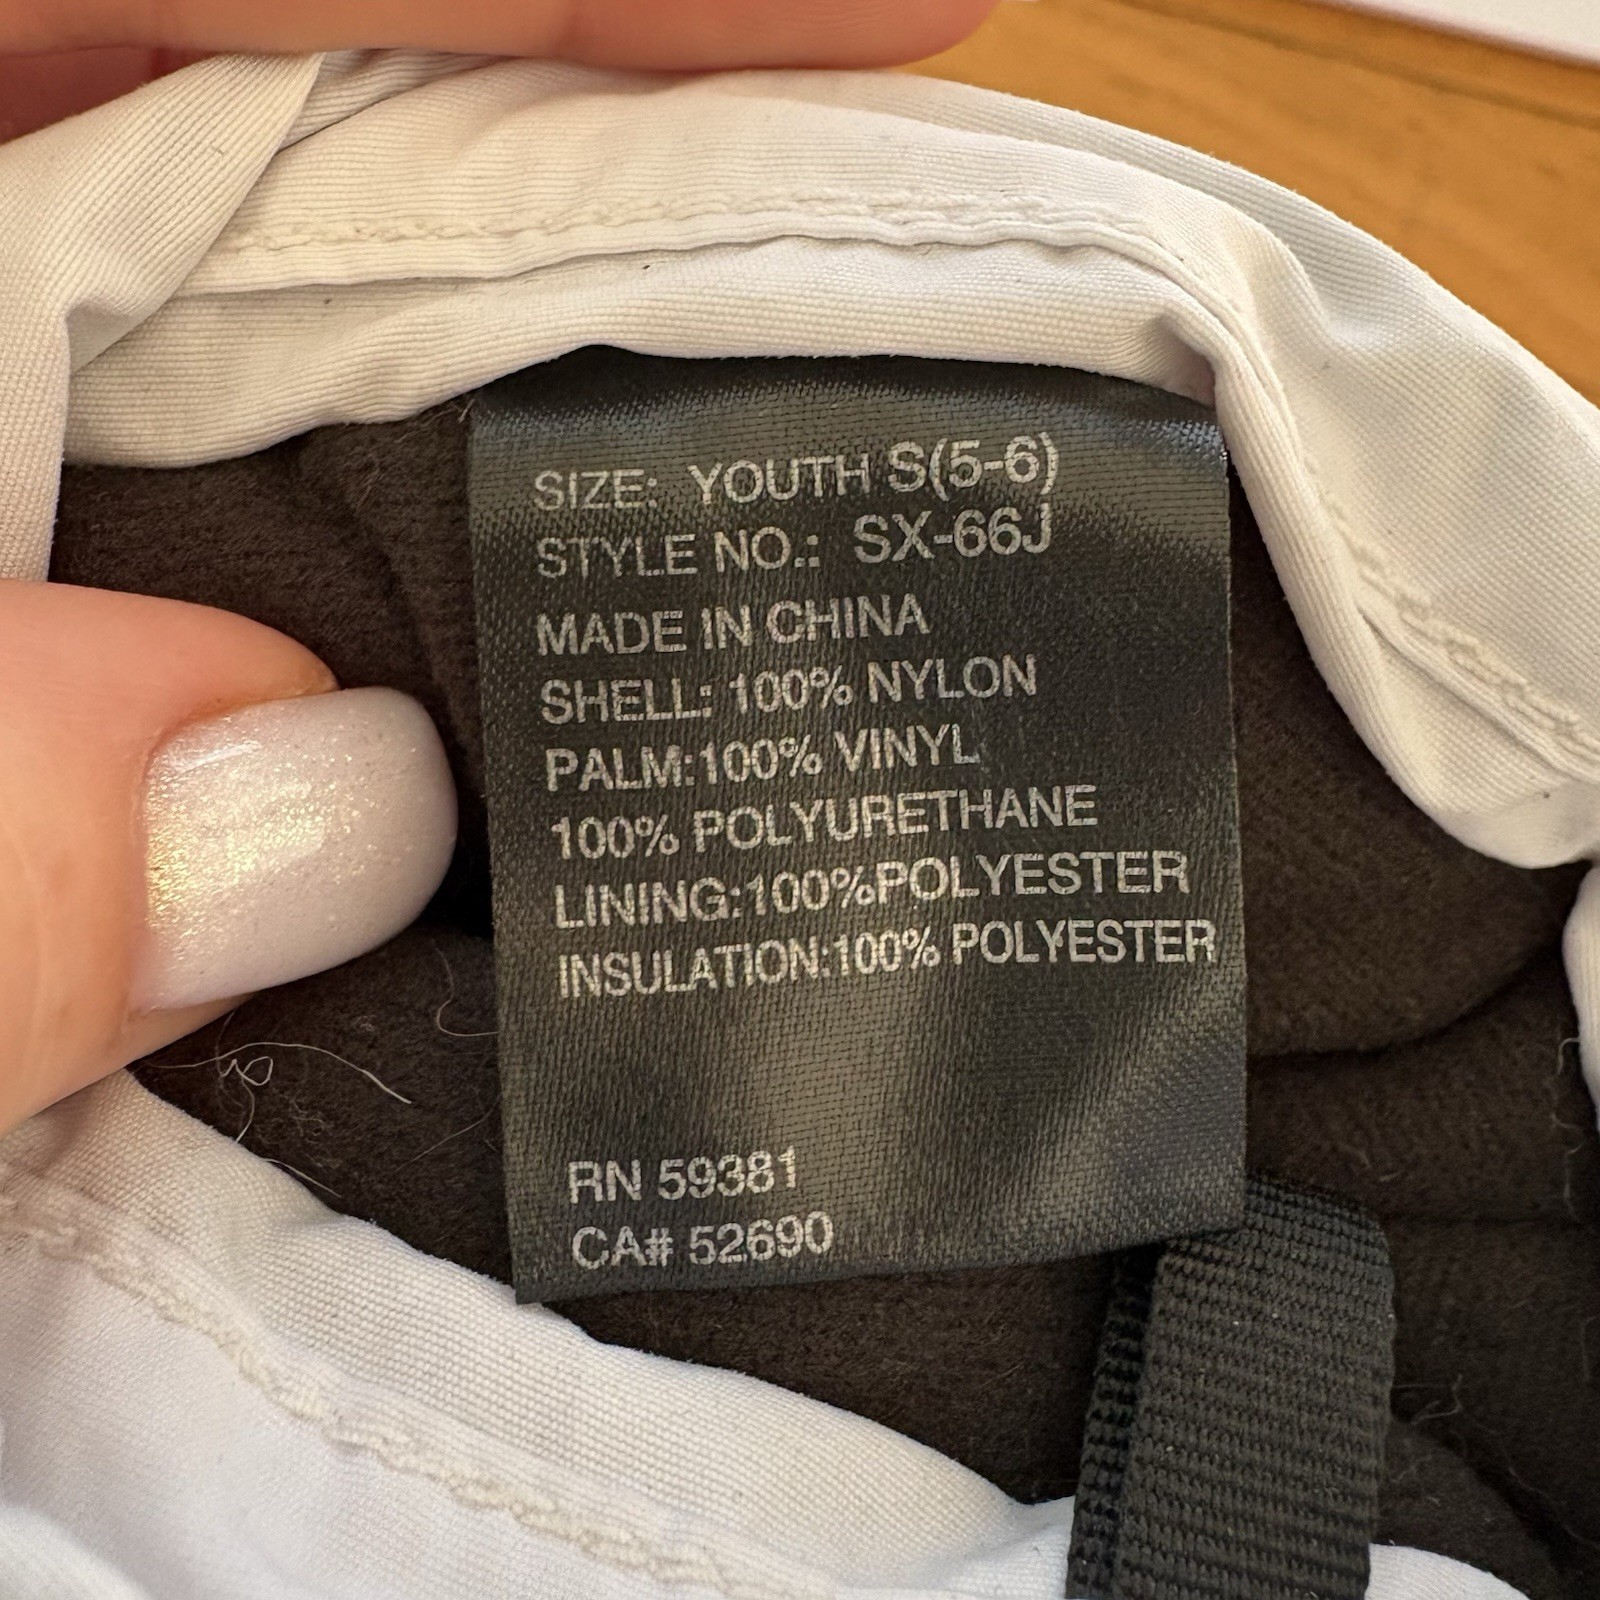 SIZE: YOUTH S(5-6)
STYLE NO.: SX-66J
MADE IN CHINA
SHELL: 100% NYLON
PALM:100% VINYL
100% POLYURETHANE
LINING:100%POLYESTER
INSULATION:100% POLYESTER
RN 59381
CA# 52690